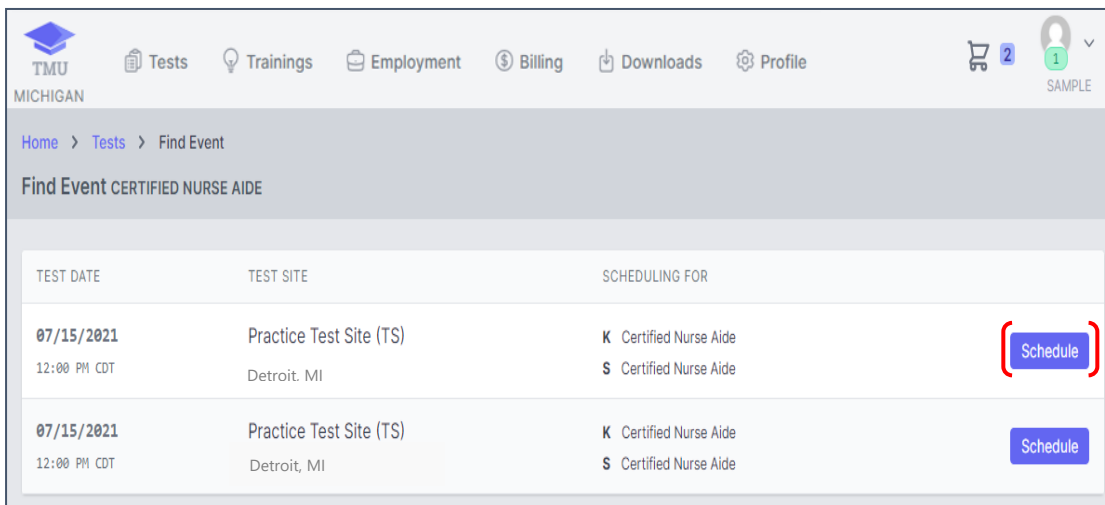 TMU
MICHIGAN
Tests
Trainings
Employment
Billing
Downloads
Profile
2
1
SAMPLE
Home > Tests > Find Event
Find Event CERTIFIED NURSE AIDE
TEST DATE TEST SITE SCHEDULING FOR
07/15/2021 Practice Test Site (TS) K Certified Nurse Aide
12:00 PM CDT Detroit. MI S Certified Nurse Aide
Schedule
07/15/2021 Practice Test Site (TS) K Certified Nurse Aide
12:00 PM CDT Detroit, MI S Certified Nurse Aide
Schedule